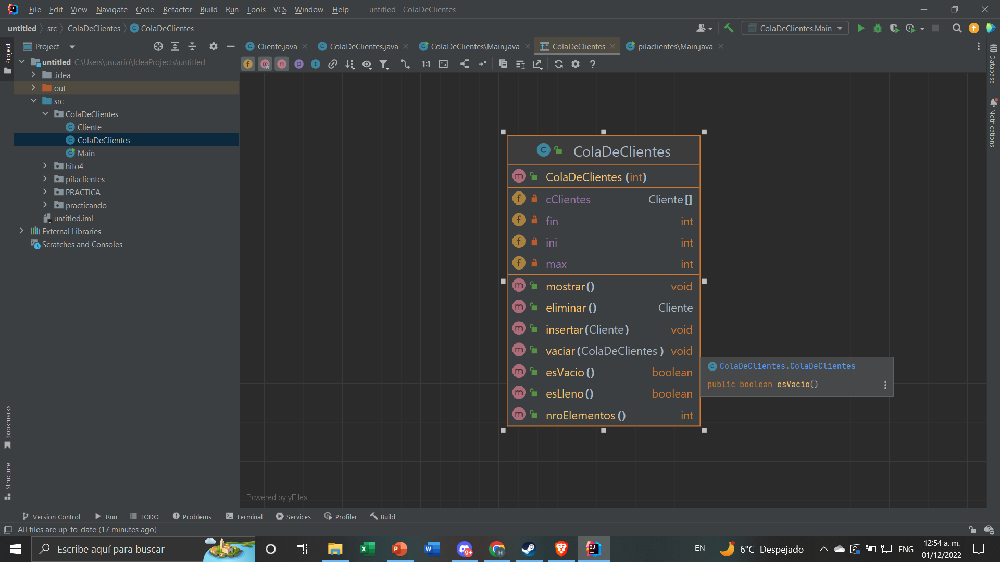 File Edit View Navigate Code Refactor Build Run Tools VCS Window Help untitled - ColaDeClientes
untitled src ColaDeClientes ColaDeClientes ColaDeClientes.Main
Project
Project
Cliente.java ColaDeClientes.java ColaDeClientes\Main.java ColaDeClientes pilaclientes\Main.java
1:1
untitled C:\Users\usuario\IdeaProjects\untitled
.idea
out
src
ColaDeClientes
Cliente
ColaDeClientes
Main
hito4
pilaclientes
PRACTICA
practicando
untitled.iml
External Libraries
Scratches and Consoles
ColaDeClientes
ColaDeClientes (int)
cClientes Cliente[]
fin int
ini int
max int
mostrar() void
eliminar() Cliente
insertar(Cliente) void
vaciar(ColaDeClientes) void
esVacio() boolean
esLleno() boolean
nroElementos() int
ColaDeClientes.ColaDeClientes
public boolean esVacio()
Powered by yFiles
Database
Notifications
Bookmarks
Structure
Version Control Run TODO Problems Terminal Services Profiler Build
All files are up-to-date (17 minutes ago)
Escribe aquí para buscar
9+
H
EN
6°C Despejado
ENG
12:54 a. m.
01/12/2022